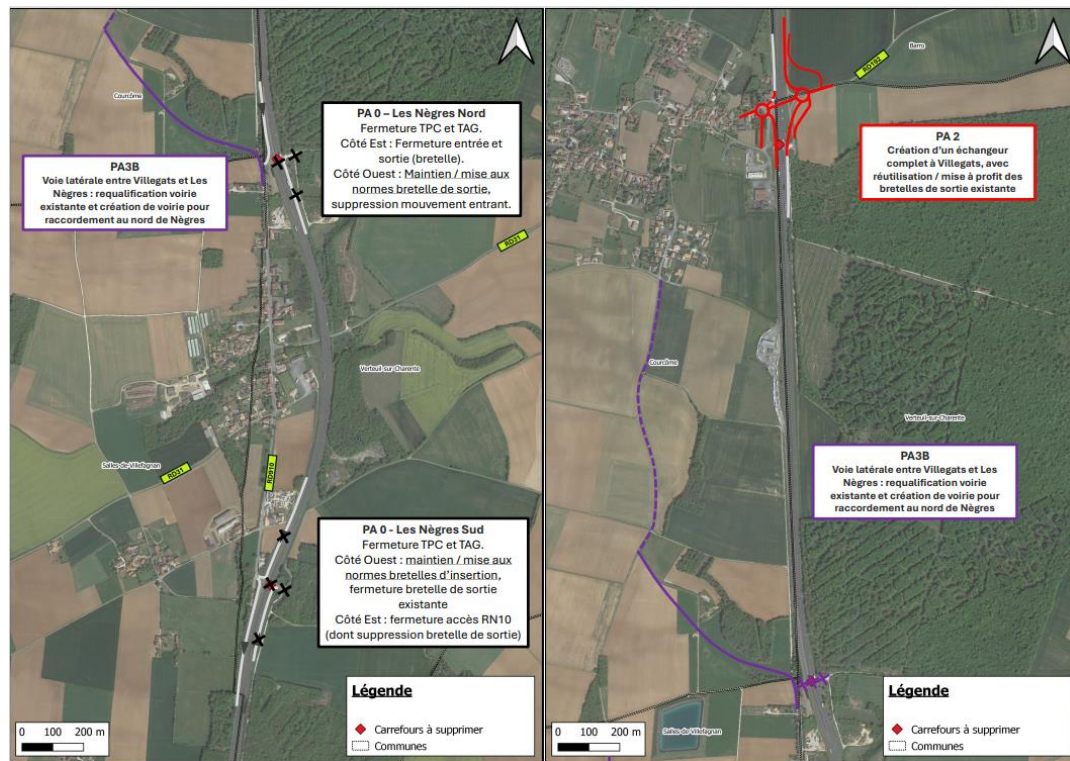 Courcôme
PA 0 – Les Nègres Nord
Fermeture TPC et TAG.
Côté Est : Fermeture entrée et
sortie (bretelle).
Côté Ouest : Maintien / mise aux
normes bretelle de sortie,
suppression mouvement entrant.
PA3B
Voie latérale entre Villegats et Les
Nègres : requalification voirie
existante et création de voirie pour
raccordement au nord de Nègres
RD31
Verteuil-sur-Charente
Salles-de-Villefagnan
RD31
RD910
PA 0 - Les Nègres Sud
Fermeture TPC et TAG.
Côté Ouest : maintien / mise aux
normes bretelles d'insertion,
fermeture bretelle de sortie
existante
Côté Est : fermeture accès RN10
(dont suppression bretelle de sortie)
Légende
Carrefours à supprimer
Communes
0 100 200 m
Barro
RD192
PA 2
Création d'un échangeur
complet à Villegats, avec
réutilisation / mise à profit des
bretelles de sortie existante
Courcôme
Verteuil-sur-Charente
PA3B
Voie latérale entre Villegats et Les
Nègres : requalification voirie
existante et création de voirie pour
raccordement au nord de Nègres
Salles-de-Villefagnan
Légende
Carrefours à supprimer
Communes
0 100 200 m